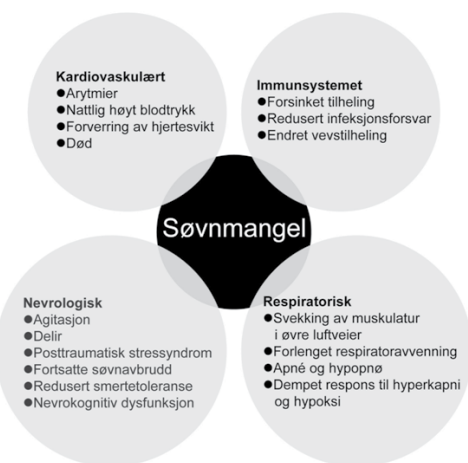 Kardiovaskulært
●Arytmier
●Nattlig høyt blodtrykk
●Forverring av hjertesvikt
●Død
Immunsystemet
●Forsinket tilheling
●Redusert infeksjonsforsvar
●Endret vevstilheling
Søvnmangel
Nevrologisk
●Agitasjon
●Delir
●Posttraumatisk stressyndrom
●Fortsatte søvnavbrudd
●Redusert smertetoleranse
●Nevrokognitiv dysfunksjon
Respiratorisk
●Svekking av muskulatur
i øvre luftveier
●Forlenget respiratoravvenning
●Apné og hypopnø
●Dempet respons til hyperkapni
og hypoksi